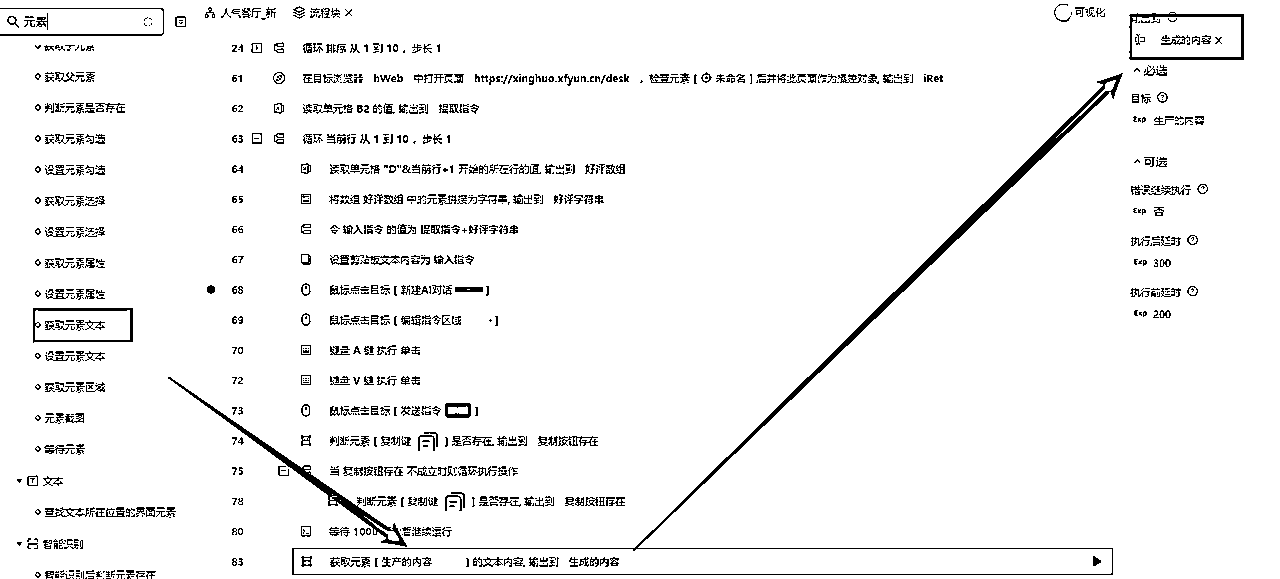 元素
获取子元素
获取父元素
判断元素是否存在
获取元素勾选
设置元素勾选
获取元素选择
设置元素选择
获取元素属性
设置元素属性
获取元素文本
设置元素文本
获取元素区域
元素截图
等待元素
文本
查找文本所在位置的界面元素
智能识别
智能识别后判断元素存在
人气餐厅_新 流程块 ×
可视化
24 循环 排序 从 1 到 10 ，步长 1
61 在目标浏览器 hWeb 中打开页面 https://xinghuo.xfyun.cn/desk ，检查元素 [ 未命名 ] 后并将此页面作为操控对象, 输出到 iRet
62 读取单元格 B2 的值, 输出到 提取指令
63 循环 当前行 从 1 到 10 ，步长 1
64 读取单元格 "D"&当前行+1 开始的所在行的值, 输出到 好评数组
65 将数组 好评数组 中的元素拼接为字符串, 输出到 好评字符串
66 令 输入指令 的值为 提取指令+好评字符串
67 设置剪贴板文本内容为 输入指令
68 鼠标点击目标 [ 新建AI对话 ]
69 鼠标点击目标 [ 编辑指令区域 ]
70 键盘 A 键 执行 单击
72 键盘 V 键 执行 单击
73 鼠标点击目标 [ 发送指令 ]
74 判断元素 [ 复制键 ] 是否存在, 输出到 复制按钮存在
75 当 复制按钮存在 不成立时则循环执行操作
78 判断元素 [ 复制键 ] 是否存在, 输出到 复制按钮存在
80 等待 1000 继续运行
83 获取元素 [ 生产的内容 ] 的文本内容, 输出到 生成的内容
输出到
生成的内容 ×
必选
目标
Exp 生产的内容
可选
错误继续执行
Exp 否
执行后延时
Exp 300
执行前延时
Exp 200